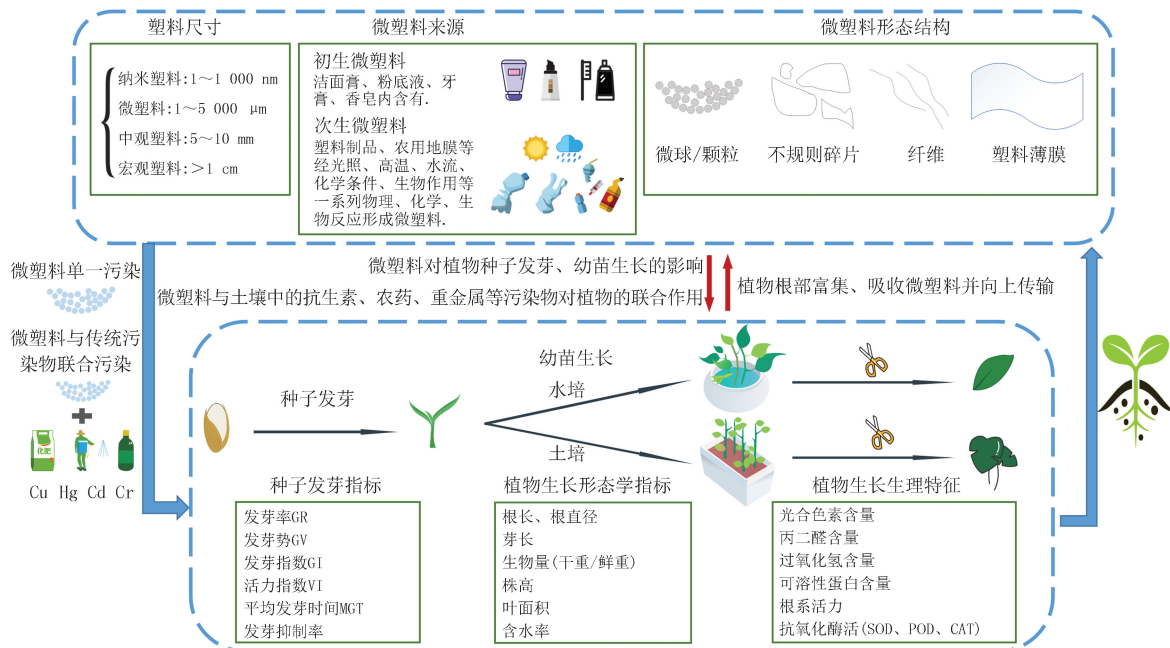 塑料尺寸
纳米塑料:1～1 000 nm
微塑料:1～5 000 μm
中观塑料:5～10 mm
宏观塑料:>1 cm
微塑料来源
初生微塑料
洁面膏、粉底液、牙
膏、香皂内含有.
次生微塑料
塑料制品、农用地膜等
经光照、高温、水流、
化学条件、生物作用等
一系列物理、化学、生
物反应形成微塑料.
微塑料形态结构
微球/颗粒
不规则碎片
纤维
塑料薄膜
微塑料单一污染
微塑料与传统污
染物联合污染
化肥
Cu Hg Cd Cr
微塑料对植物种子发芽、幼苗生长的影响
微塑料与土壤中的抗生素、农药、重金属等污染物对植物的联合作用
植物根部富集、吸收微塑料并向上传输
种子发芽
幼苗生长
水培
土培
种子发芽指标
发芽率GR
发芽势GV
发芽指数GI
活力指数VI
平均发芽时间MGT
发芽抑制率
植物生长形态学指标
根长、根直径
芽长
生物量(干重/鲜重)
株高
叶面积
含水率
植物生长生理特征
光合色素含量
丙二醛含量
过氧化氢含量
可溶性蛋白含量
根系活力
抗氧化酶活(SOD、POD、CAT)